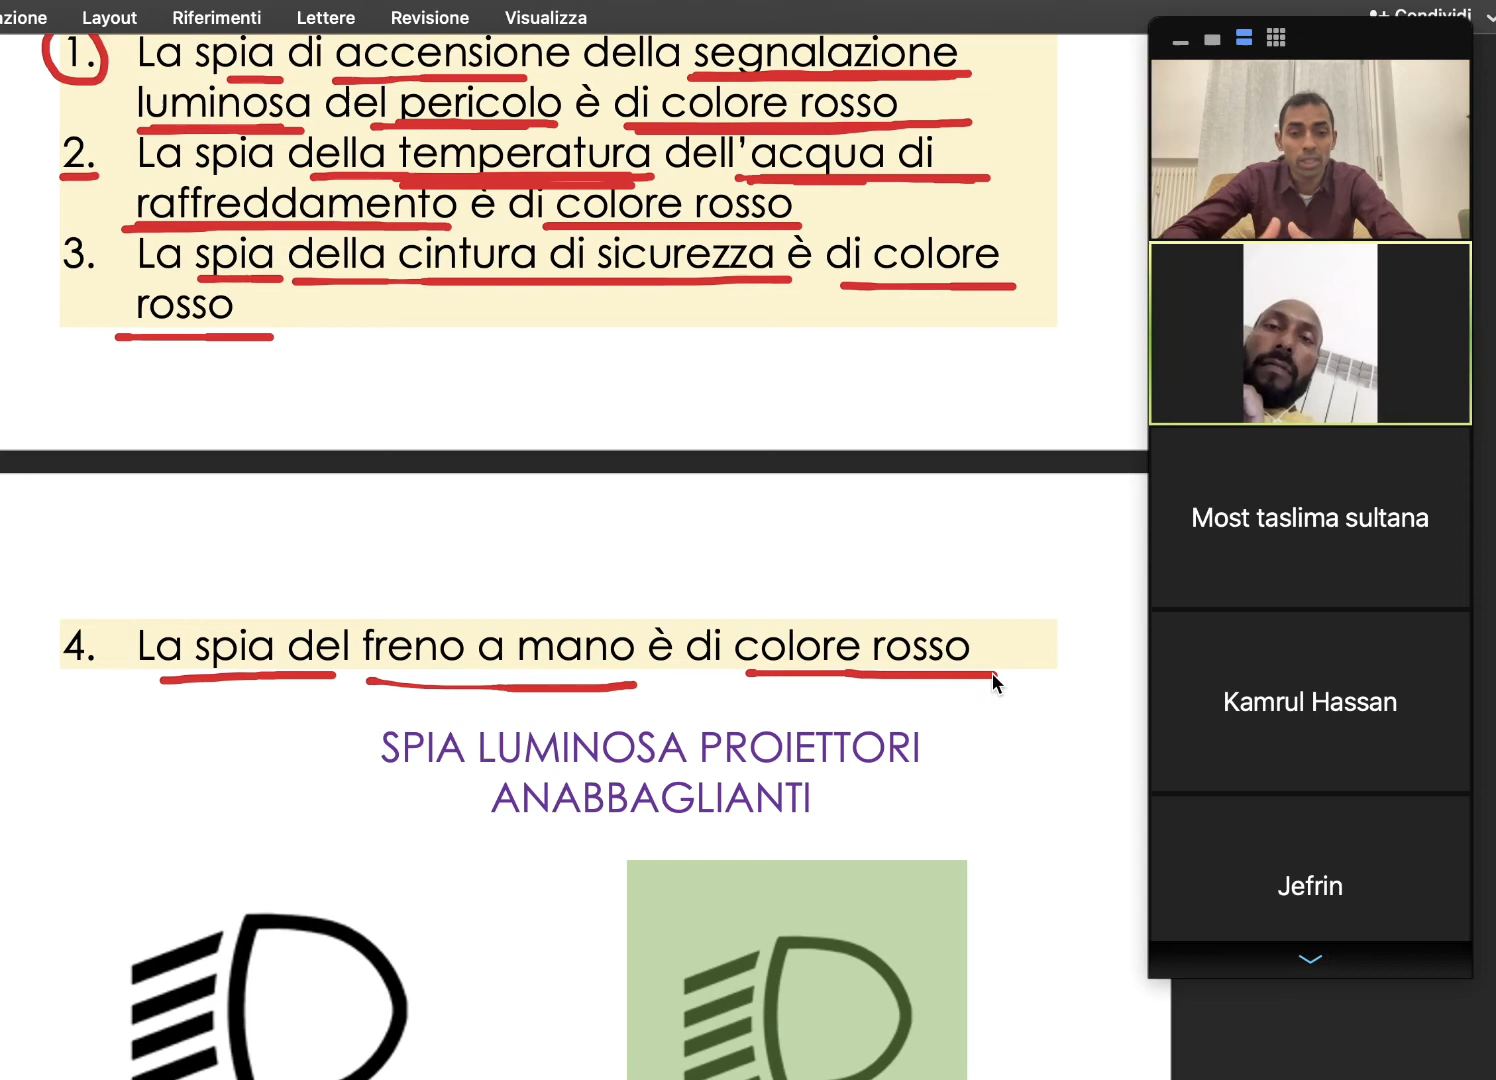 azione Layout Riferimenti Lettere Revisione Visualizza Condividi
1. La spia di accensione della segnalazione
luminosa del pericolo è di colore rosso
2. La spia della temperatura dell’acqua di
raffreddamento è di colore rosso
3. La spia della cintura di sicurezza è di colore
rosso
4. La spia del freno a mano è di colore rosso
SPIA LUMINOSA PROIETTORI
ANABBAGLIANTI
Most taslima sultana
Kamrul Hassan
Jefrin